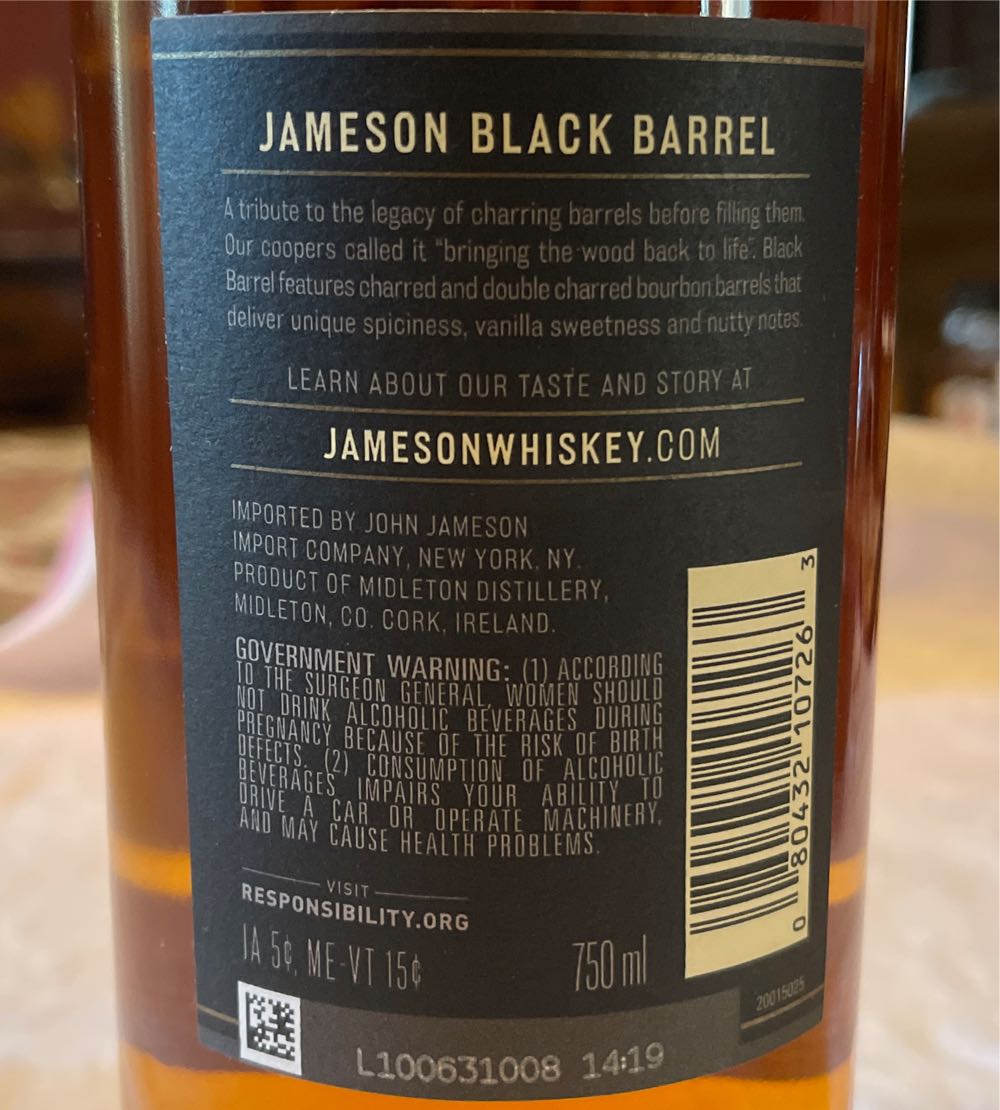 JAMESON BLACK BARREL
A tribute to the legacy of charring barrels before filling them.
Our coopers called it "bringing the wood back to life". Black
Barrel features charred and double charred bourbon barrels that
deliver unique spiciness, vanilla sweetness and nutty notes.
LEARN ABOUT OUR TASTE AND STORY AT
JAMESONWHISKEY.COM
IMPORTED BY JOHN JAMESON
IMPORT COMPANY, NEW YORK, NY.
PRODUCT OF MIDLETON DISTILLERY,
MIDLETON, CO. CORK, IRELAND.
GOVERNMENT WARNING: (1) ACCORDING
TO THE SURGEON GENERAL, WOMEN SHOULD
NOT DRINK ALCOHOLIC BEVERAGES DURING
PREGNANCY BECAUSE OF THE RISK OF BIRTH
DEFECTS. (2) CONSUMPTION OF ALCOHOLIC
BEVERAGES IMPAIRS YOUR ABILITY TO
DRIVE A CAR OR OPERATE MACHINERY,
AND MAY CAUSE HEALTH PROBLEMS.
VISIT
RESPONSIBILITY.ORG
IA 5¢, ME-VT 15¢
750 ml
0 80432 10726 3
20015025
L100631008 14:19